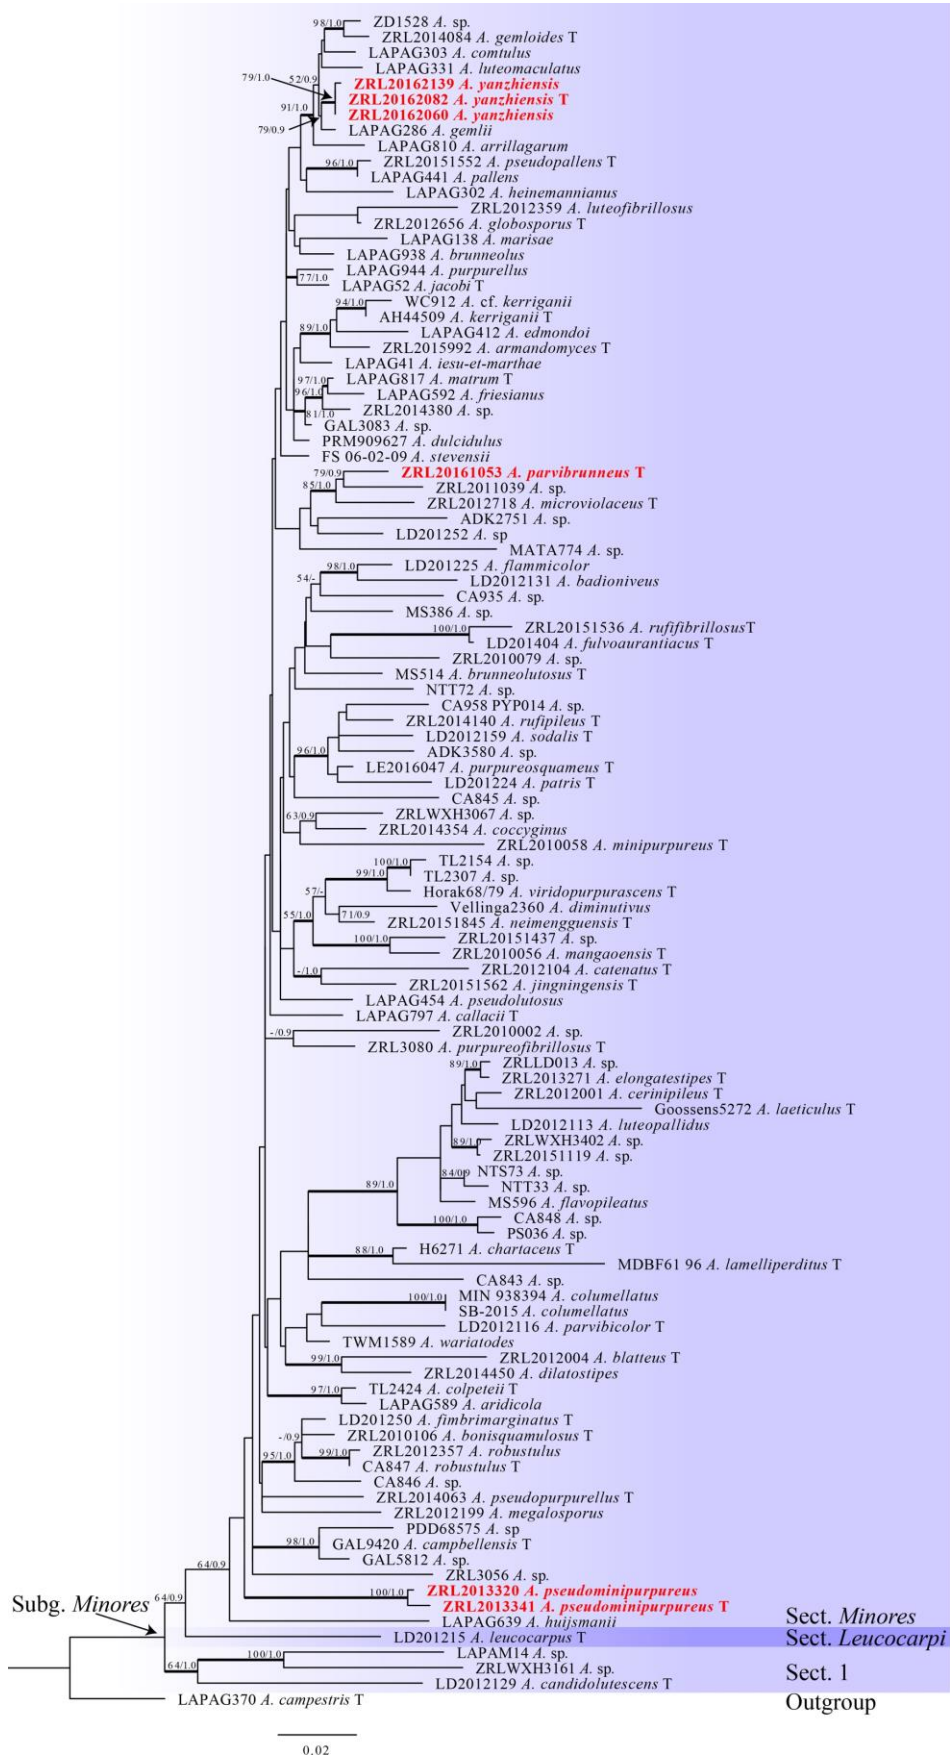 98/1.0
ZD1528 A. sp.
ZRL2014084 A. gemloides T
LAPAG303 A. comtulus
52/0.9
LAPAG331 A. luteomaculatus
79/1.0
ZRL20162139 A. yanzhiensis
ZRL20162082 A. yanzhiensis T
91/1.0
ZRL20162060 A. yanzhiensis
79/0.9
LAPAG286 A. gemlii
LAPAG810 A. arrillagarum
96/1.0
ZRL20151552 A. pseudopallens T
LAPAG441 A. pallens
LAPAG302 A. heinemannianus
ZRL2012359 A. luteofibrillosus
ZRL2012656 A. globosporus T
LAPAG138 A. marisae
LAPAG938 A. brunneolus
LAPAG944 A. purpurellus
77/1.0
LAPAG52 A. jacobi T
94/1.0
WC912 A. cf. kerriganii
AH44509 A. kerriganii T
89/1.0
LAPAG412 A. edmondoi
ZRL2015992 A. armandomyces T
LAPAG41 A. iesu-et-marthae
97/1.0
LAPAG817 A. matrum T
96/1.0
LAPAG592 A. friesianus
81/1.0
ZRL2014380 A. sp.
GAL3083 A. sp.
PRM909627 A. dulcidulus
FS 06-02-09 A. stevensii
79/0.9
ZRL20161053 A. parvibrunneus T
85/1.0
ZRL2011039 A. sp.
ZRL2012718 A. microviolaceus T
ADK2751 A. sp.
LD201252 A. sp
MATA774 A. sp.
98/1.0
LD201225 A. flammicolor
54/-
LD2012131 A. badioniveus
CA935 A. sp.
MS386 A. sp.
100/1.0
ZRL20151536 A. rufifibrillosusT
LD201404 A. fulvoaurantiacus T
ZRL2010079 A. sp.
MS514 A. brunneolutosus T
NTT72 A. sp.
CA958 PYP014 A. sp.
ZRL2014140 A. rufipileus T
LD2012159 A. sodalis T
96/1.0
ADK3580 A. sp.
LE2016047 A. purpureosquameus T
LD201224 A. patris T
CA845 A. sp.
63/0.9
ZRLWXH3067 A. sp.
ZRL2014354 A. coccyginus
ZRL2010058 A. minipurpureus T
100/1.0
TL2154 A. sp.
99/1.0
TL2307 A. sp.
57/-
Horak68/79 A. viridopurpurascens T
Vellinga2360 A. diminutivus
55/1.0
71/0.9
ZRL20151845 A. neimengguensis T
100/1.0
ZRL20151437 A. sp.
ZRL2010056 A. mangaoensis T
-/1.0
ZRL2012104 A. catenatus T
ZRL20151562 A. jingningensis T
LAPAG454 A. pseudolutosus
LAPAG797 A. callacii T
-/0.9
ZRL2010002 A. sp.
ZRL3080 A. purpureofibrillosus T
89/1.0
ZRLLD013 A. sp.
ZRL2013271 A. elongatestipes T
ZRL2012001 A. cerinipileus T
Goossens5272 A. laeticulus T
LD2012113 A. luteopallidus
89/1.0
ZRLWXH3402 A. sp.
ZRL20151119 A. sp.
84/0.9
NTS73 A. sp.
89/1.0
NTT33 A. sp.
MS596 A. flavopileatus
100/1.0
CA848 A. sp.
PS036 A. sp.
88/1.0
H6271 A. chartaceus T
MDBF61 96 A. lamelliperditus T
CA843 A. sp.
100/1.0
MIN 938394 A. columellatus
SB-2015 A. columellatus
LD2012116 A. parvibicolor T
TWM1589 A. wariatodes
99/1.0
ZRL2012004 A. blatteus T
ZRL2014450 A. dilatostipes
97/1.0
TL2424 A. colpeteii T
LAPAG589 A. aridicola
LD201250 A. fimbrimarginatus T
-/0.9
ZRL2010106 A. bonisquamulosus T
95/1.0
99/1.0
ZRL2012357 A. robustulus
CA847 A. robustulus T
CA846 A. sp.
ZRL2014063 A. pseudopurpurellus T
ZRL2012199 A. megalosporus
PDD68575 A. sp
98/1.0
GAL9420 A. campbellensis T
GAL5812 A. sp.
64/0.9
ZRL3056 A. sp.
100/1.0
ZRL2013320 A. pseudominipurpureus
64/0.9
Subg. Minores
ZRL2013341 A. pseudominipurpureus T
LAPAG639 A. huijsmanii
Sect. Minores
LD201215 A. leucocarpus T
Sect. Leucocarpi
100/1.0
LAPAM14 A. sp.
64/1.0
ZRLWXH3161 A. sp.
Sect. 1
LD2012129 A. candidolutescens T
LAPAG370 A. campestris T
Outgroup
0.02